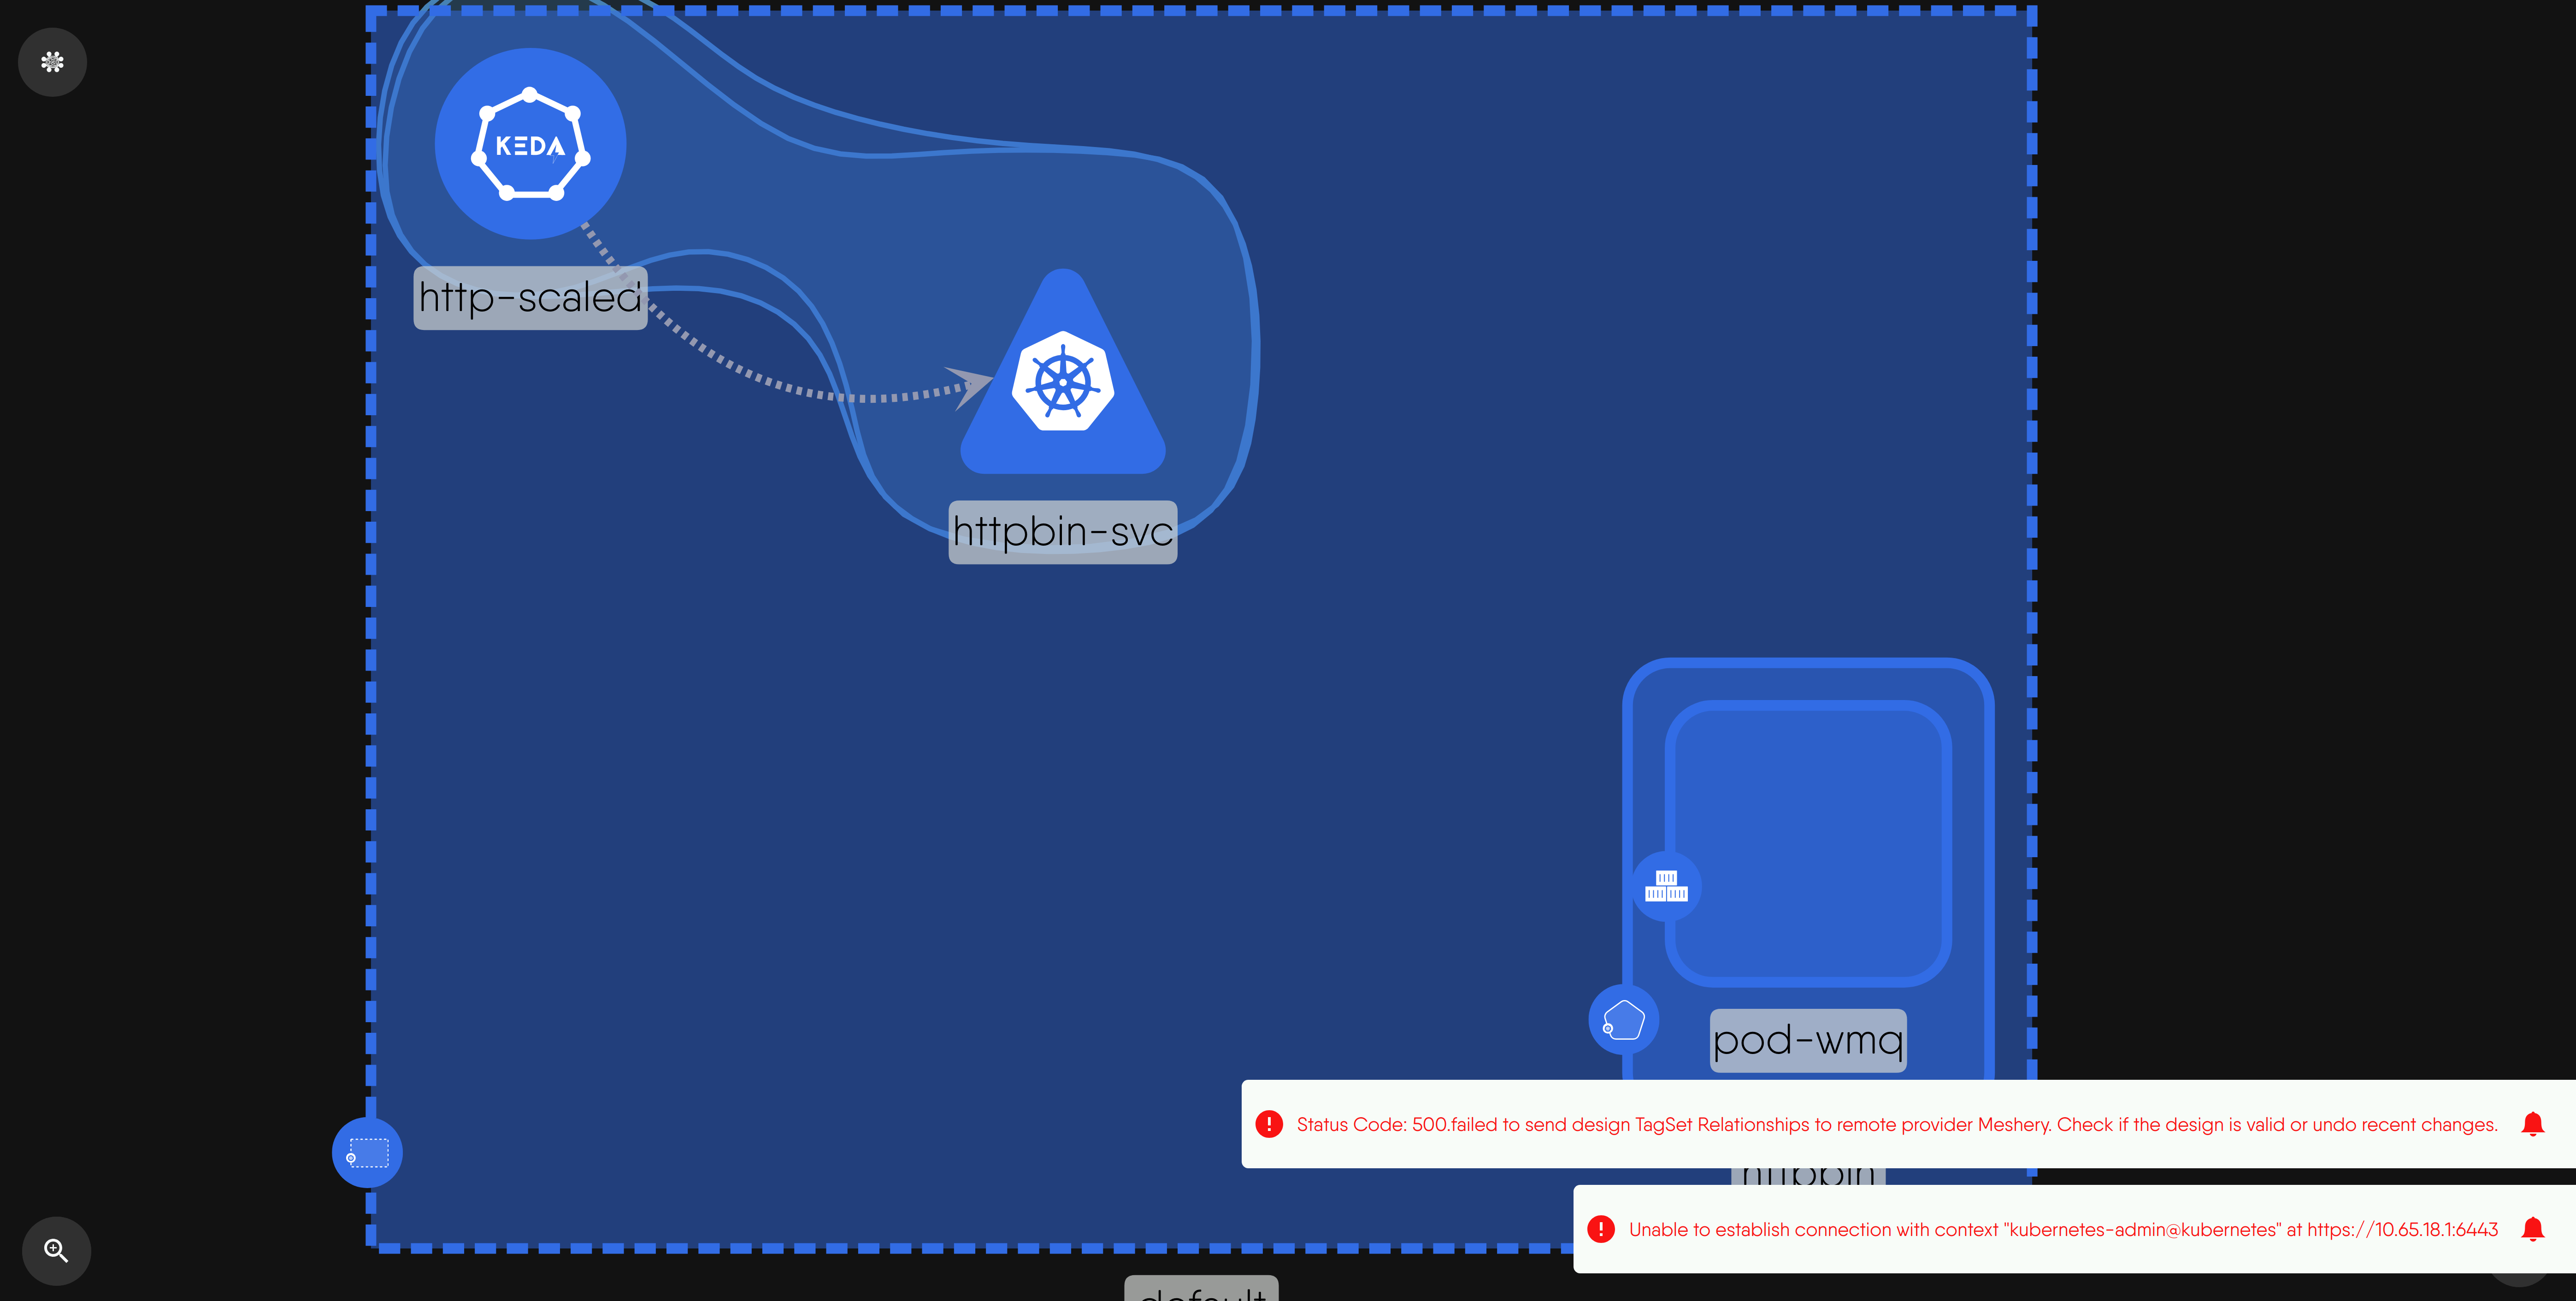 KEDA
http-scaled
httpbin-svc
pod-wmq
Status Code: 500.failed to send design TagSet Relationships to remote provider Meshery. Check if the design is valid or undo recent changes.
httpbin
Unable to establish connection with context "kubernetes-admin@kubernetes" at https://10.65.18.1:6443
default